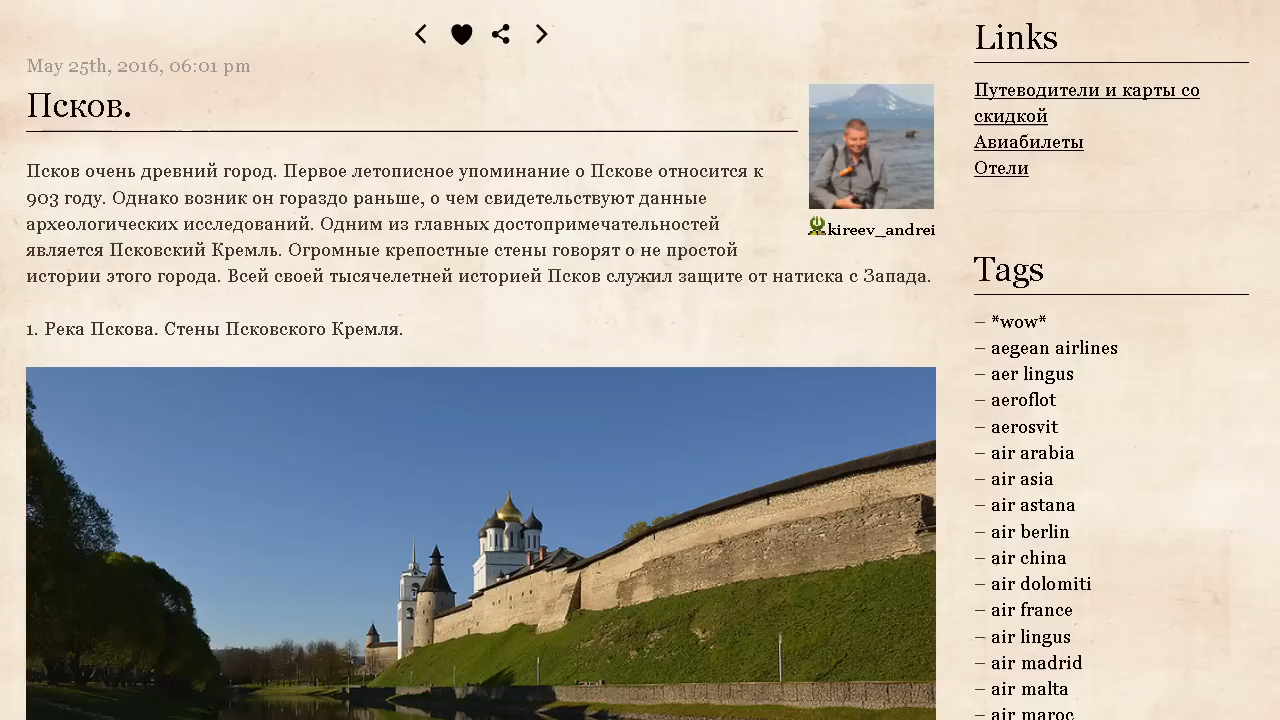 May 25th, 2016, 06:01 pm
Псков.
Псков очень древний город. Первое летописное упоминание о Пскове относится к
903 году. Однако возник он гораздо раньше, о чем свидетельствуют данные
археологических исследований. Одним из главных достопримечательностей
является Псковский Кремль. Огромные крепостные стены говорят о не простой
истории этого города. Всей своей тысячелетней историей Псков служил защите от натиска с Запада.
kireev_andrei
1. Река Пскова. Стены Псковского Кремля.
Links
Путеводители и карты со
скидкой
Авиабилеты
Отели
Tags
– *wow*
– aegean airlines
– aer lingus
– aeroflot
– aerosvit
– air arabia
– air asia
– air astana
– air berlin
– air china
– air dolomiti
– air france
– air lingus
– air madrid
– air malta
– air maroc